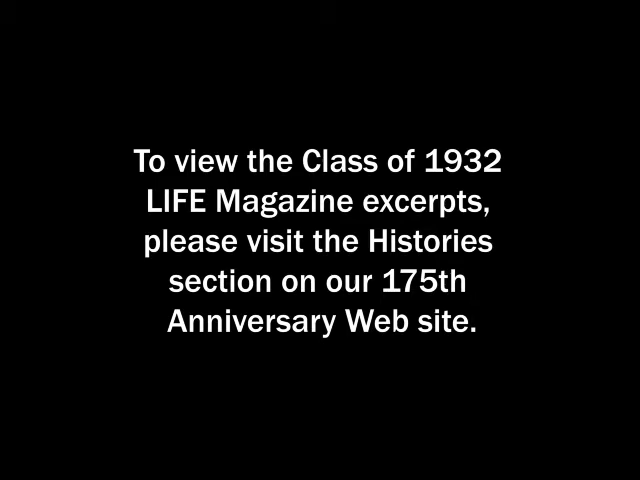 To view the Class of 1932
LIFE Magazine excerpts,
please visit the Histories
section on our 175th
Anniversary Web site.